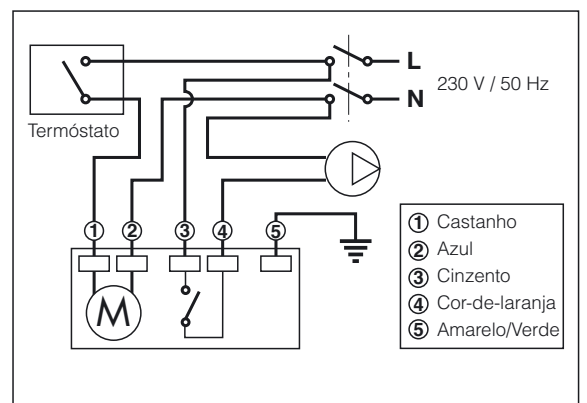 L
N
230 V / 50 Hz
Termóstato
1 2 3 4 5
M
① Castanho
② Azul
③ Cinzento
④ Cor-de-laranja
⑤ Amarelo/Verde